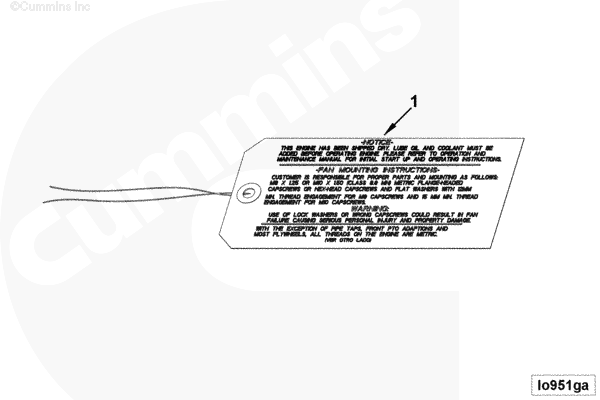 ©Cummins Inc
Cummins
1
-NOTICE-
THIS ENGINE HAS BEEN SHIPPED DRY. LUBE OIL AND COOLANT MUST BE
ADDED BEFORE OPERATING ENGINE. PLEASE REFER TO OPERATION AND
MAINTENANCE MANUAL FOR INITIAL START UP AND OPERATING INSTRUCTIONS.
-FAN MOUNTING INSTRUCTIONS-
CUSTOMER IS RESPONSIBLE FOR PROPER PARTS AND MOUNTING AS FOLLOWS:
M8 X 1.25 OR M10 X 1.50 (CLASS 8.8 MIN) METRIC FLANGE-HEADED
CAPSCREWS OR HEX-HEAD CAPSCREWS AND FLAT WASHERS WITH 12MM
MIN. THREAD ENGAGEMENT FOR M8 CAPSCREWS AND 15 MM MIN. THREAD
ENGAGEMENT FOR M10 CAPSCREWS.
WARNING:
USE OF LOCK WASHERS OR WRONG CAPSCREWS COULD RESULT IN FAN
FAILURE CAUSING SERIOUS PERSONAL INJURY AND PROPERTY DAMAGE.
WITH THE EXCEPTION OF PIPE TAPS, FRONT PTO ADAPTIONS AND
MOST FLYWHEELS, ALL THREADS ON THE ENGINE ARE METRIC.
(VER OTRO LADO)
lo951ga